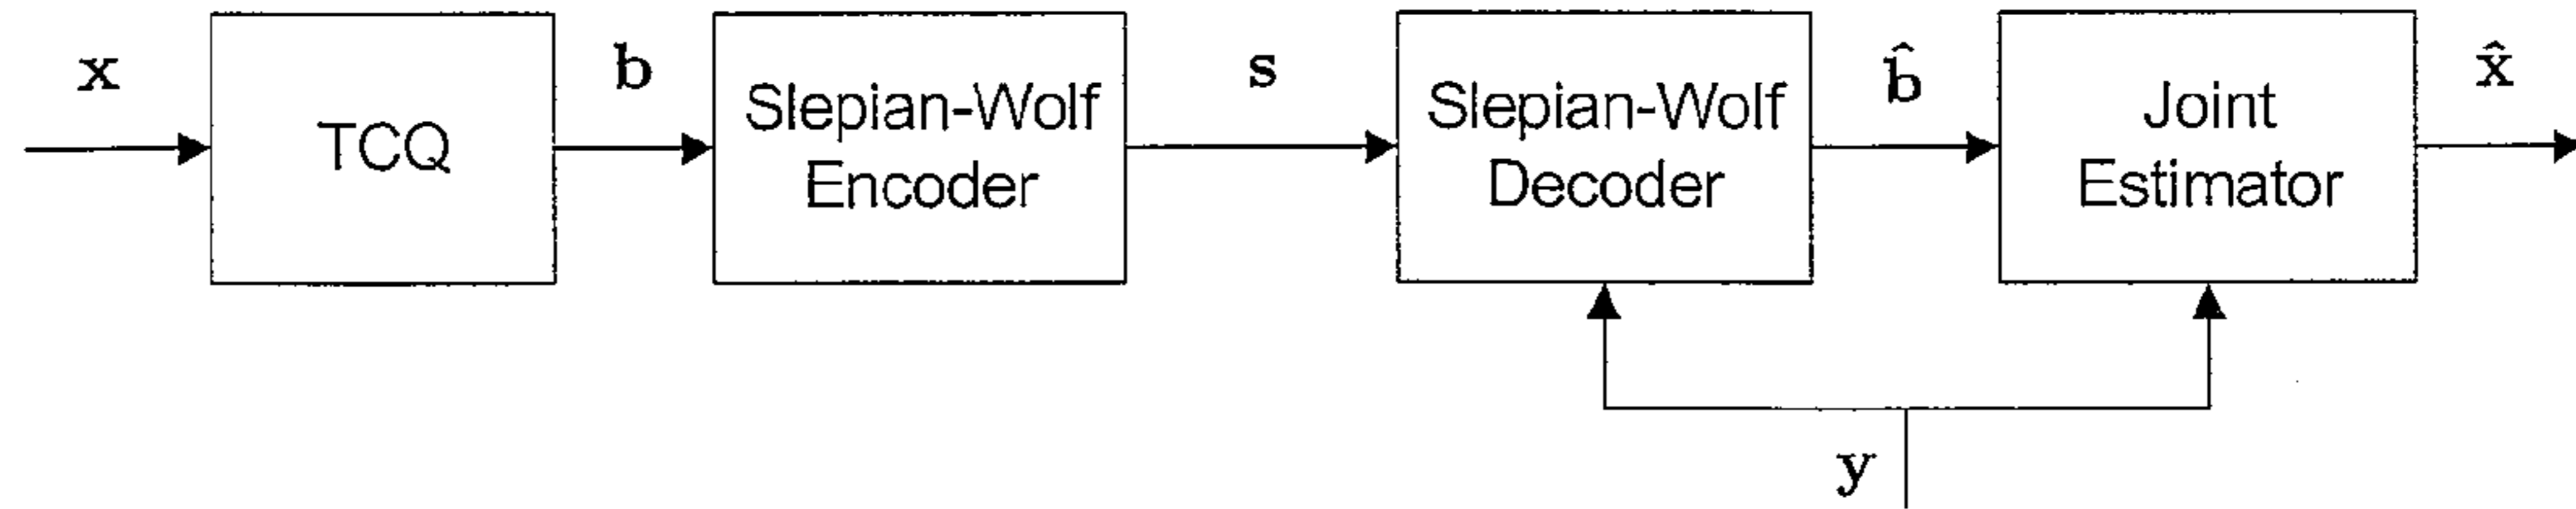 x
TCQ
b
Slepian-Wolf
Encoder
s
Slepian-Wolf
Decoder
b̂
Joint
Estimator
x̂
y